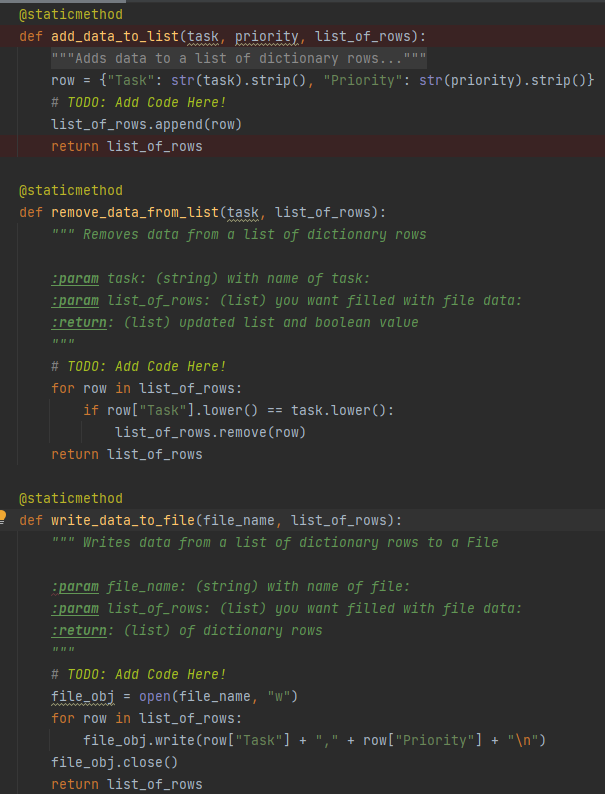 @staticmethod
def add_data_to_list(task, priority, list_of_rows):
    """Adds data to a list of dictionary rows..."""
    row = {"Task": str(task).strip(), "Priority": str(priority).strip()}
    # TODO: Add Code Here!
    list_of_rows.append(row)
    return list_of_rows

@staticmethod
def remove_data_from_list(task, list_of_rows):
    """ Removes data from a list of dictionary rows

    :param task: (string) with name of task:
    :param list_of_rows: (list) you want filled with file data:
    :return: (list) updated list and boolean value
    """
    # TODO: Add Code Here!
    for row in list_of_rows:
        if row["Task"].lower() == task.lower():
            list_of_rows.remove(row)
    return list_of_rows

@staticmethod
def write_data_to_file(file_name, list_of_rows):
    """ Writes data from a list of dictionary rows to a File

    :param file_name: (string) with name of file:
    :param list_of_rows: (list) you want filled with file data:
    :return: (list) of dictionary rows
    """
    # TODO: Add Code Here!
    file_obj = open(file_name, "w")
    for row in list_of_rows:
        file_obj.write(row["Task"] + "," + row["Priority"] + "\n")
    file_obj.close()
    return list_of_rows